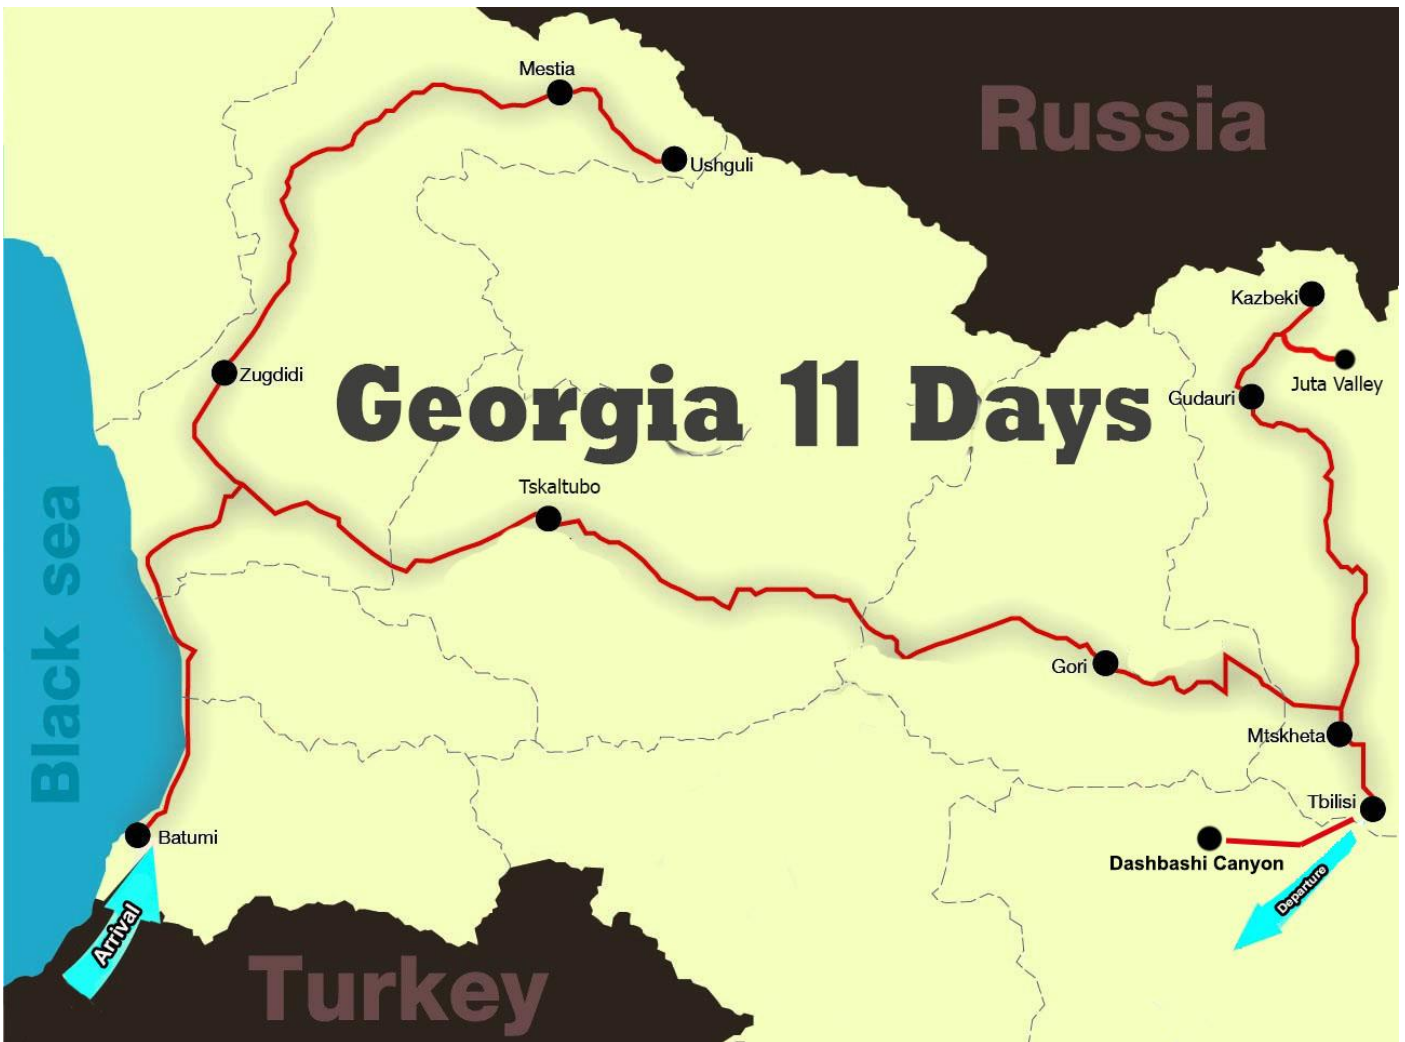 Mestia
Russia
Ushguli
Kazbeki
Zugdidi
Georgia 11 Days
Juta Valley
Gudauri
Tskaltubo
Black sea
Gori
Mtskheta
Tbilisi
Batumi
Dashbashi Canyon
Departure
Arrival
Turkey